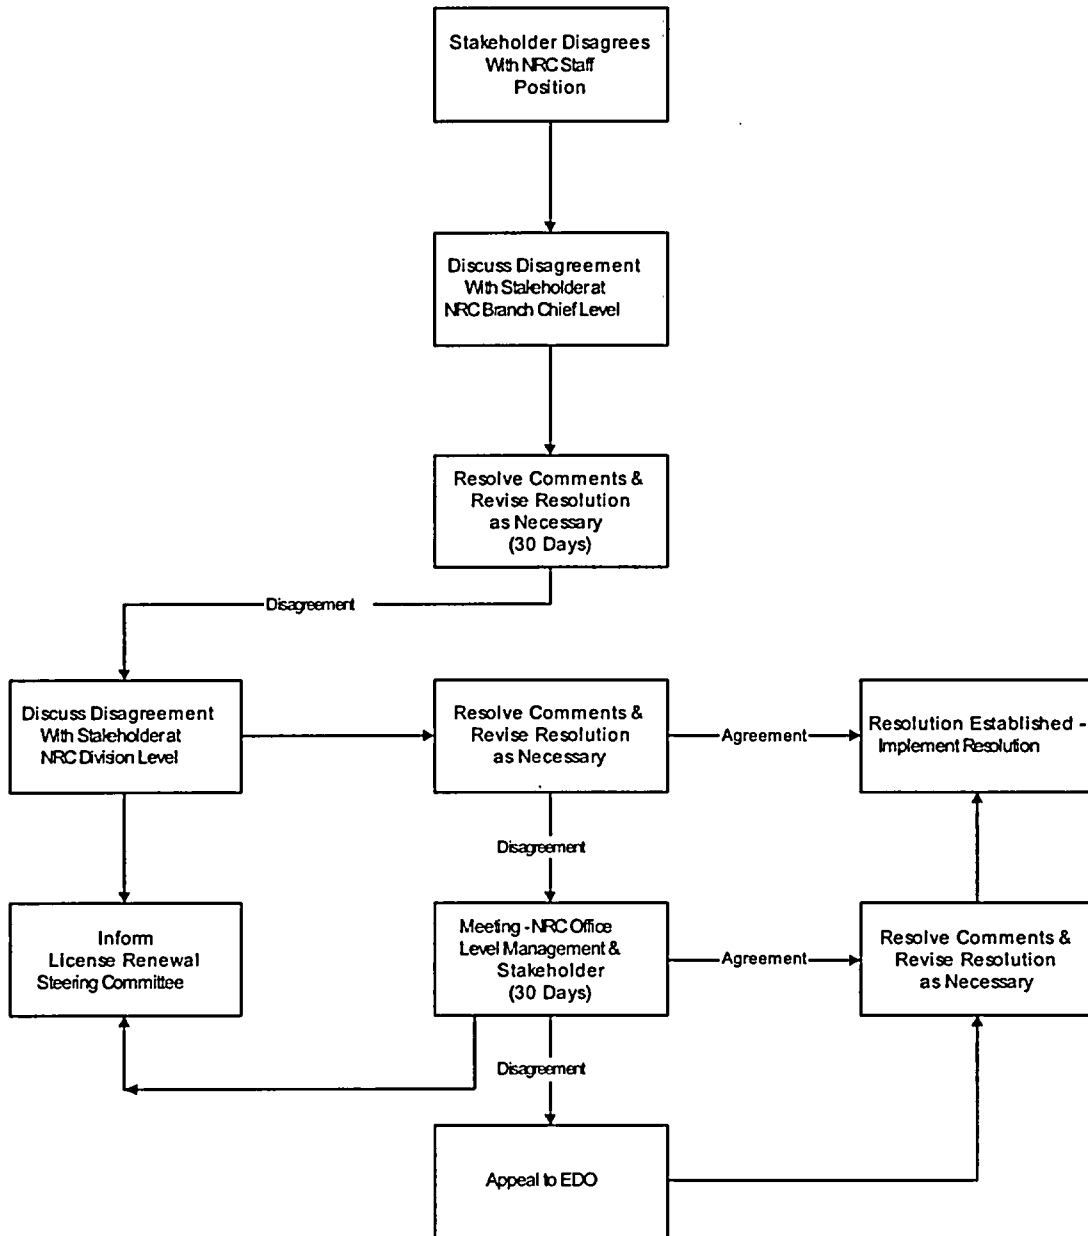 Stakeholder Disagrees
With NRC Staff
Position
Discuss Disagreement
With Stakeholder at
NRC Branch Chief Level
Resolve Comments &
Revise Resolution
as Necessary
(30 Days)
Disagreement
Discuss Disagreement
With Stakeholder at
NRC Division Level
Resolve Comments &
Revise Resolution
as Necessary
Agreement
Resolution Established -
Implement Resolution
Disagreement
Inform
License Renewal
Steering Committee
Meeting - NRC Office
Level Management &
Stakeholder
(30 Days)
Agreement
Resolve Comments &
Revise Resolution
as Necessary
Disagreement
Appeal to EDO